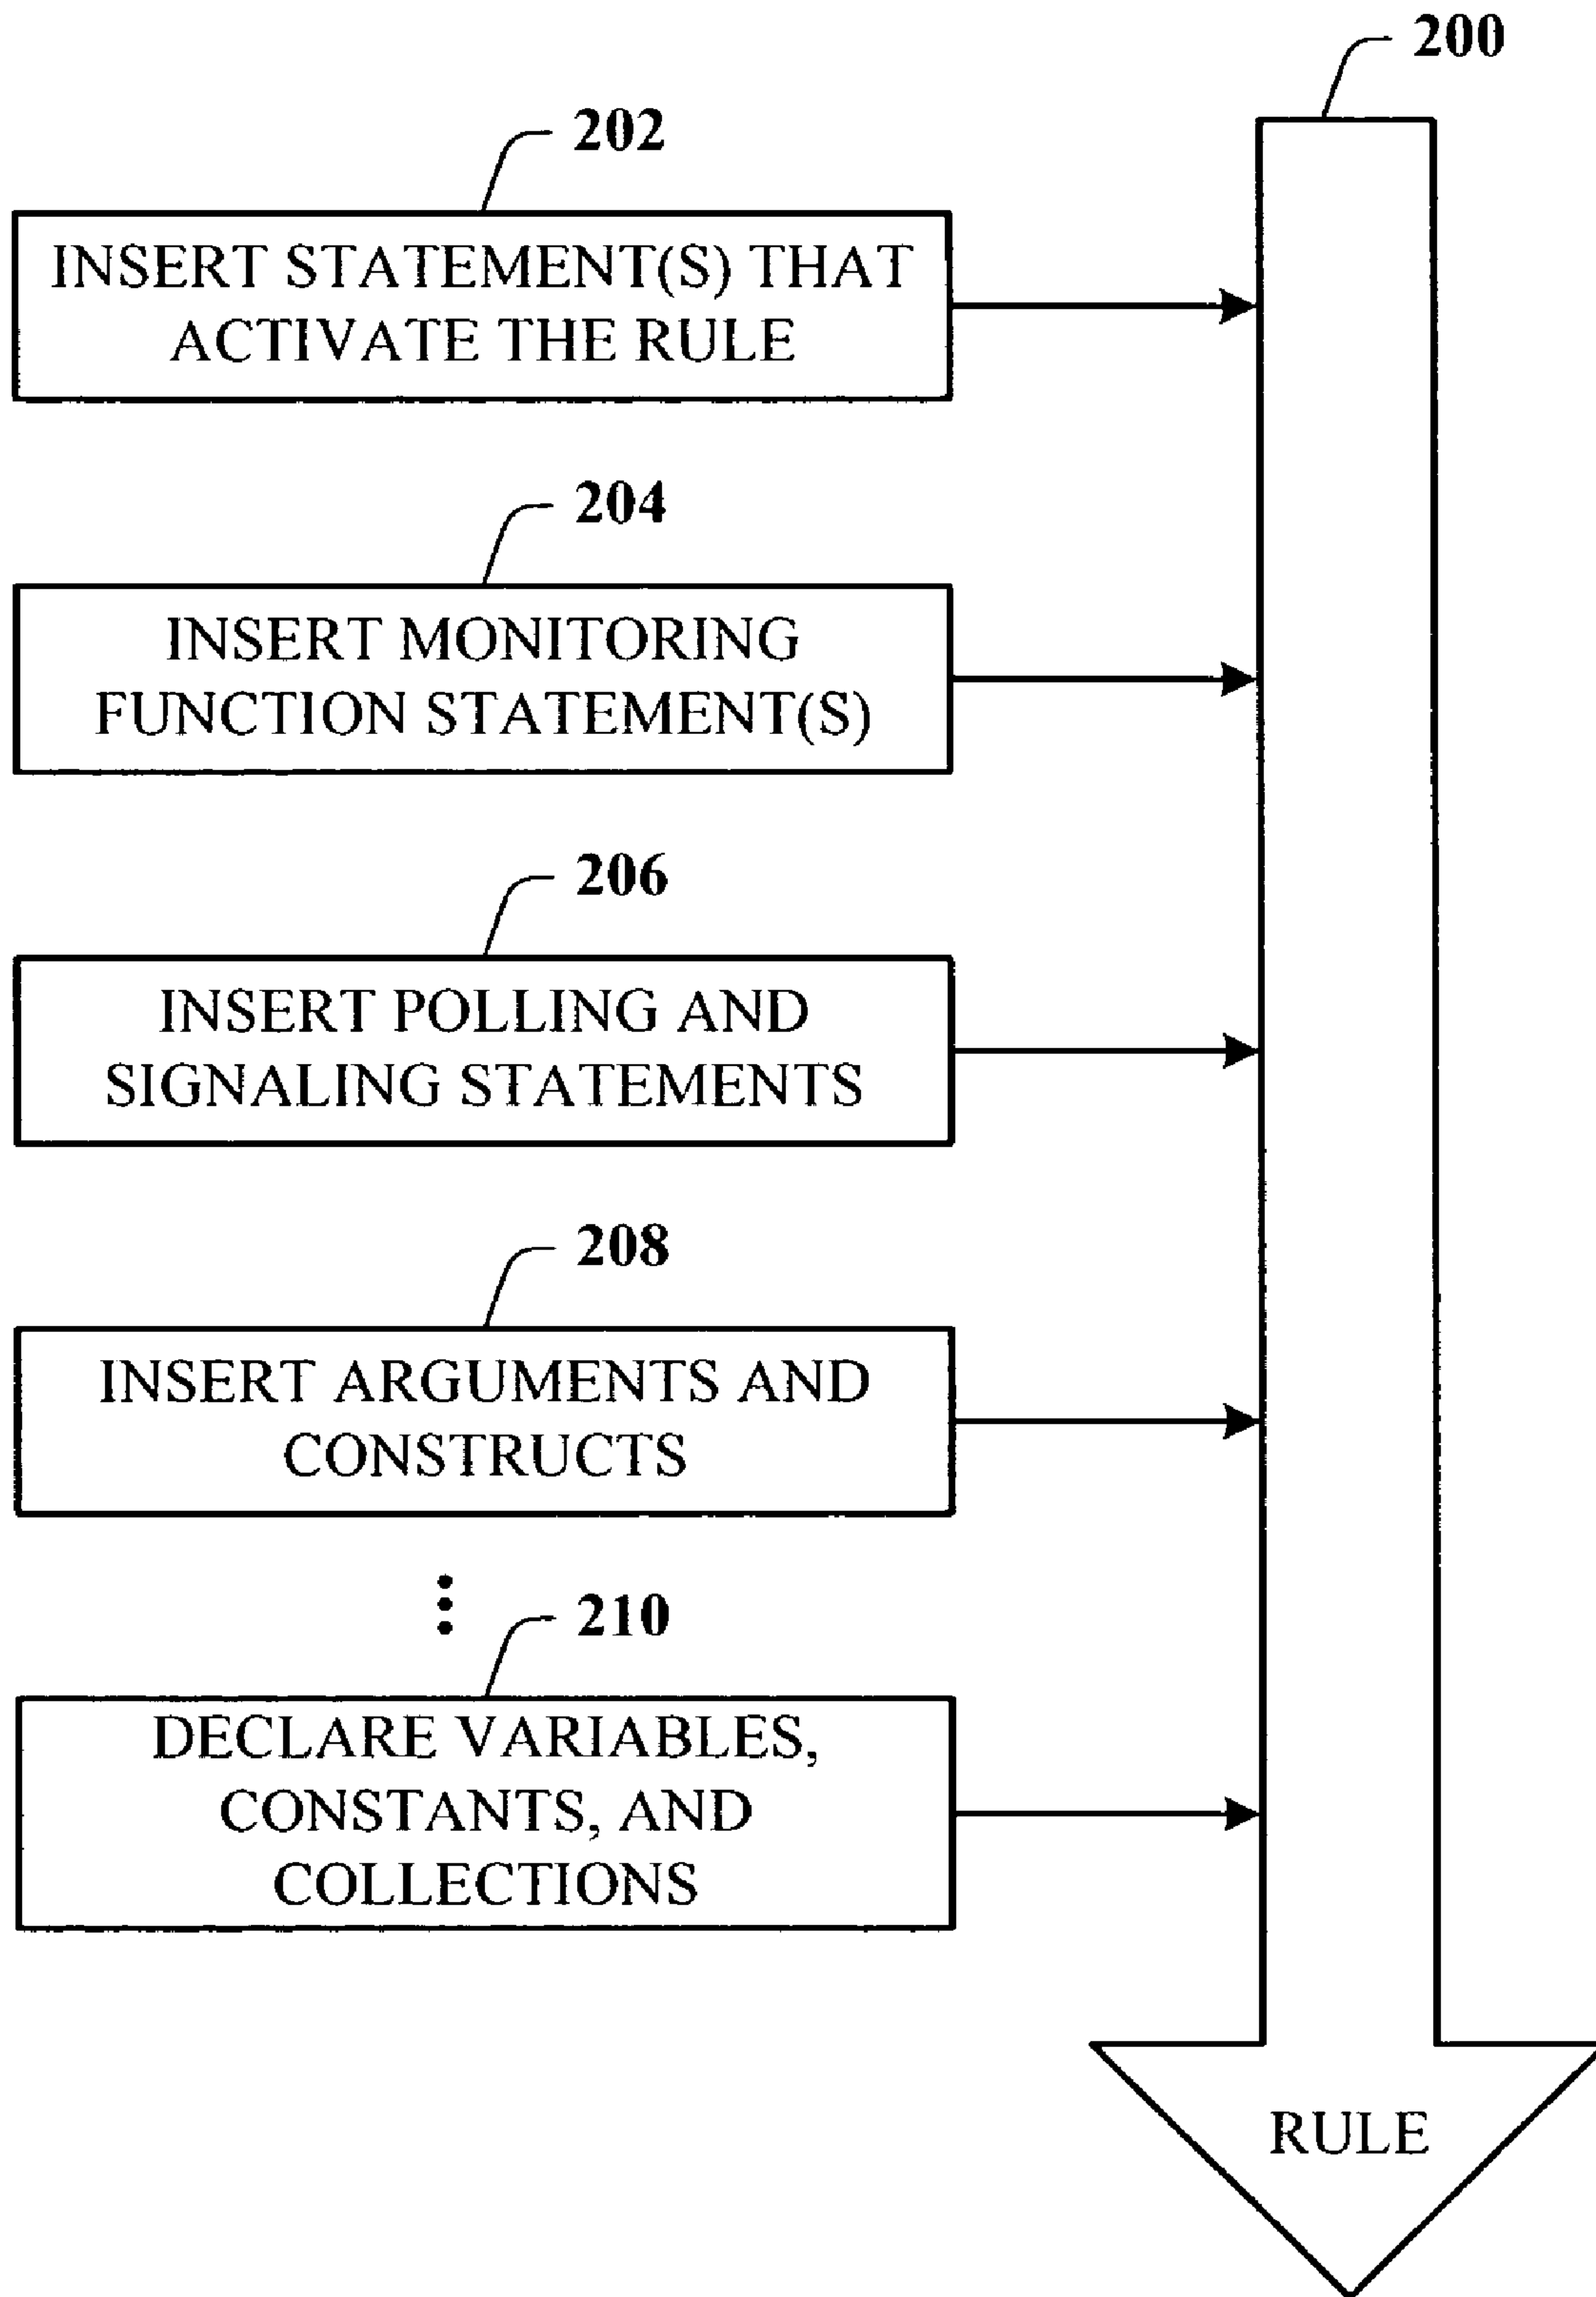 200
202
INSERT STATEMENT(S) THAT
ACTIVATE THE RULE
204
INSERT MONITORING
FUNCTION STATEMENT(S)
206
INSERT POLLING AND
SIGNALING STATEMENTS
208
INSERT ARGUMENTS AND
CONSTRUCTS
210
DECLARE VARIABLES,
CONSTANTS, AND
COLLECTIONS
RULE